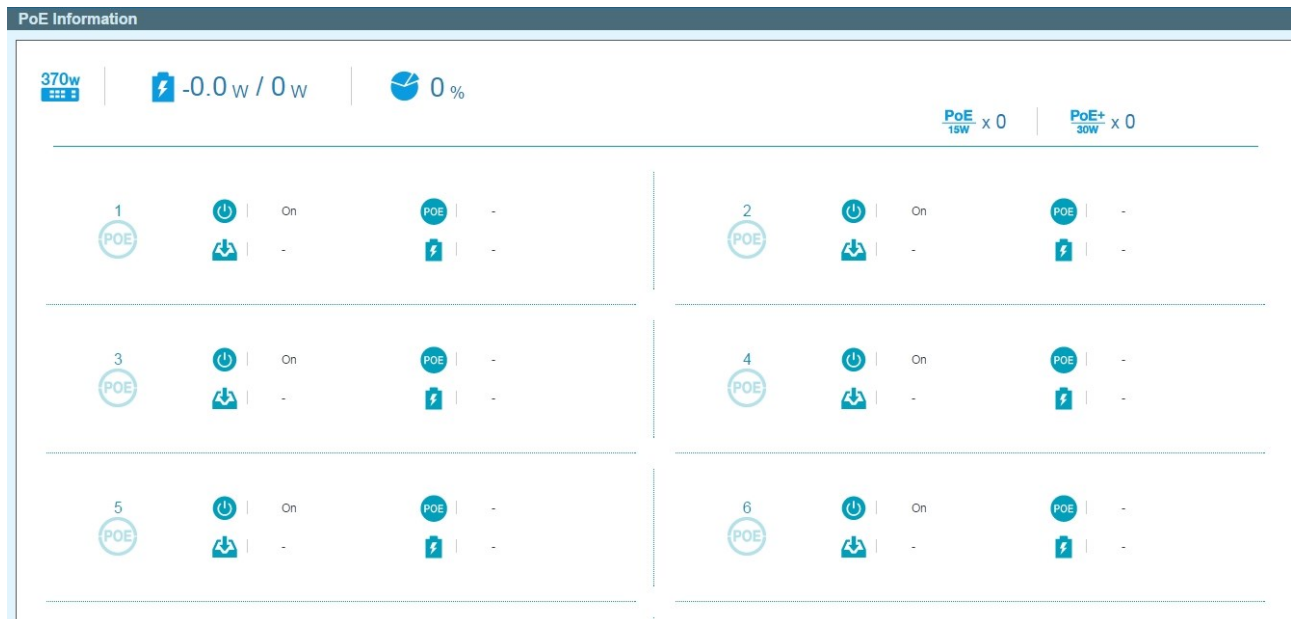 PoE Information
370w
-0.0 W / 0 W
0 %
PoE 15W x 0
PoE+ 30W x 0
1
POE
On
POE
-
-
-
2
POE
On
POE
-
-
-
3
POE
On
POE
-
-
-
4
POE
On
POE
-
-
-
5
POE
On
POE
-
-
-
6
POE
On
POE
-
-
-